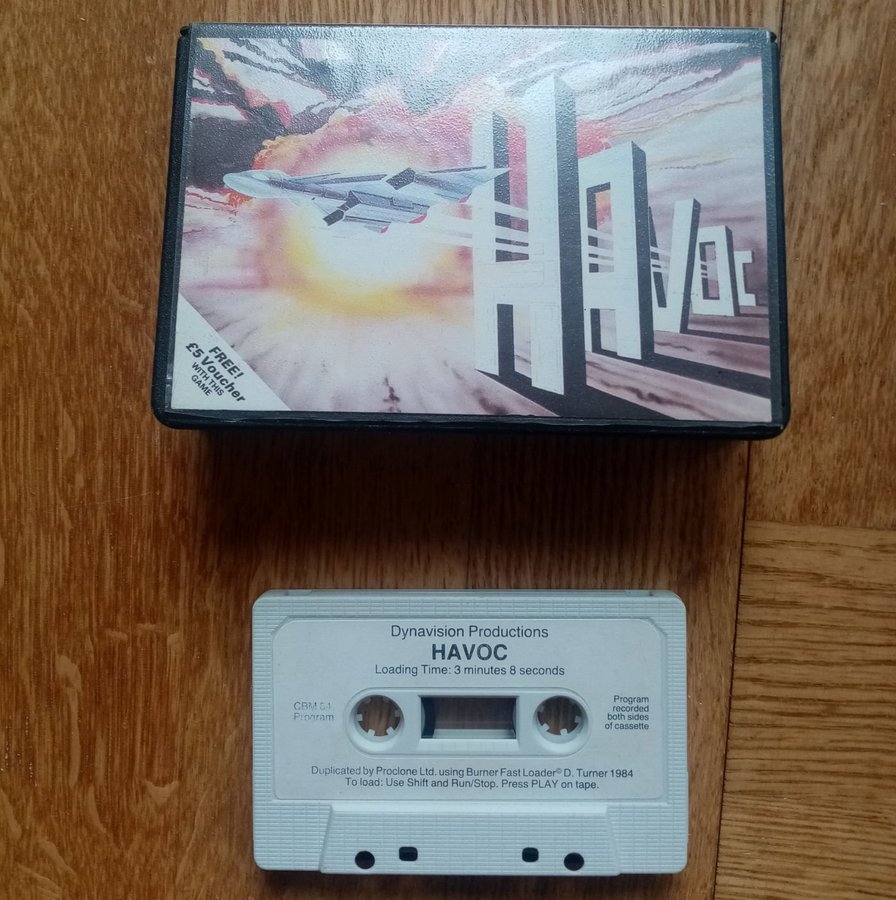 HAVOC
FREE!
£5 Voucher
WITH THIS
GAME
Dynavision Productions
HAVOC
Loading Time: 3 minutes 8 seconds
CBM 64
Program
Program
recorded
both sides
of cassette
Duplicated by Proclone Ltd. using Burner Fast Loader© D. Turner 1984
To load: Use Shift and Run/Stop. Press PLAY on tape.